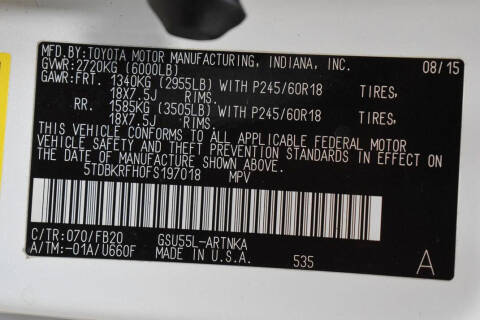 MFD. BY: TOYOTA MOTOR MANUFACTURING, INDIANA, INC. 08/15
GVWR: 2720KG (6000LB)
GAWR: FRT. 1340KG (2955LB) WITH P245/60R18 TIRES,
18X7.5J RIMS.
RR. 1585KG (3505LB) WITH P245/60R18 TIRES,
18X7.5J RIMS.
THIS VEHICLE CONFORMS TO ALL APPLICABLE FEDERAL MOTOR
VEHICLE SAFETY AND THEFT PREVENTION STANDARDS IN EFFECT
ON THE DATE OF MANUFACTURE SHOWN ABOVE.
5TDBKRFH0FS197018 MPV
C/TR: 070/FB20 GSU55L-ARTNKA
A/TM: -01A/U660F MADE IN U.S.A. 535 A